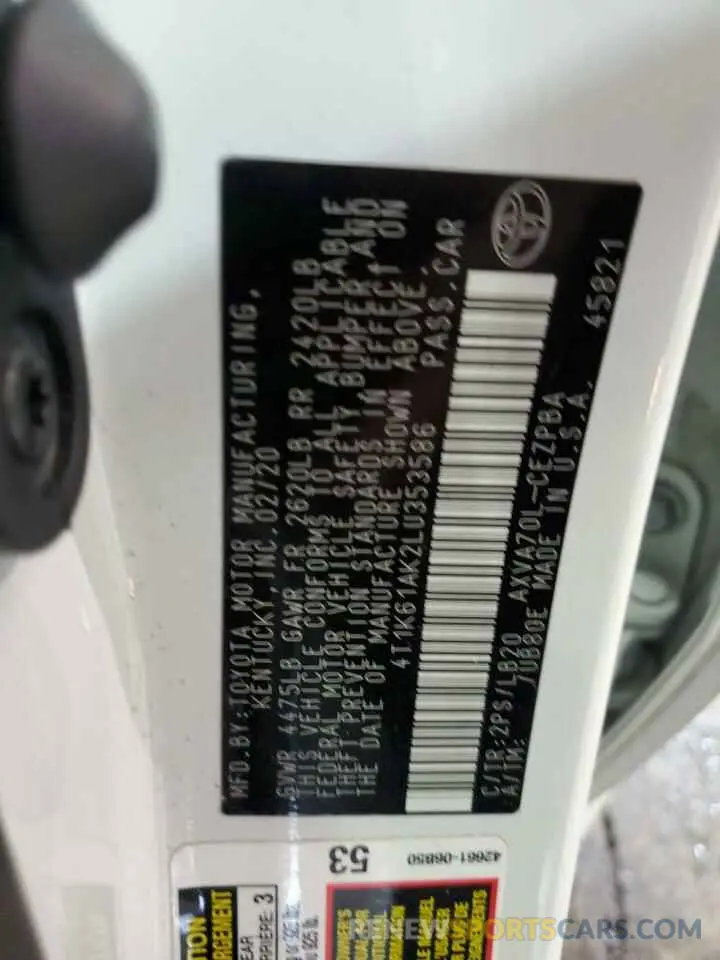 MFD. BY: TOYOTA MOTOR MANUFACTURING,
KENTUCKY, INC. 02/20
GVWR 4475LB GAWR FR 2620LB RR 2420LB
THIS VEHICLE CONFORMS TO ALL APPLICABLE
FEDERAL MOTOR VEHICLE SAFETY, BUMPER, AND
THEFT PREVENTION STANDARDS IN EFFECT ON
THE DATE OF MANUFACTURE SHOWN ABOVE.
4T1K61AK2LU353586 PASS. CAR
C/TR: 2PS/LB20 AXVA70L-CEZPBA 45821
A/TM: /UB80E MADE IN U.S.A.
53
42661-06B50
3
RENEWSPORTSCARS.COM